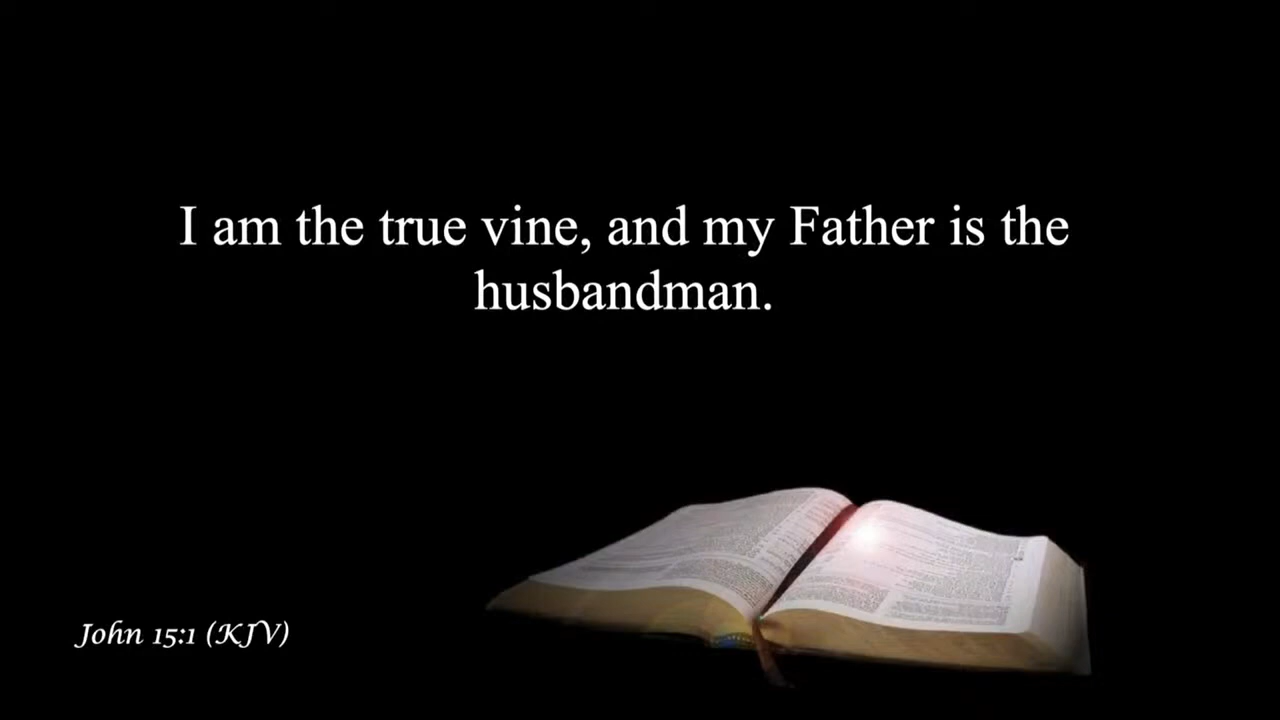 I am the true vine, and my Father is the
husbandman.
John 15:1 (KJV)